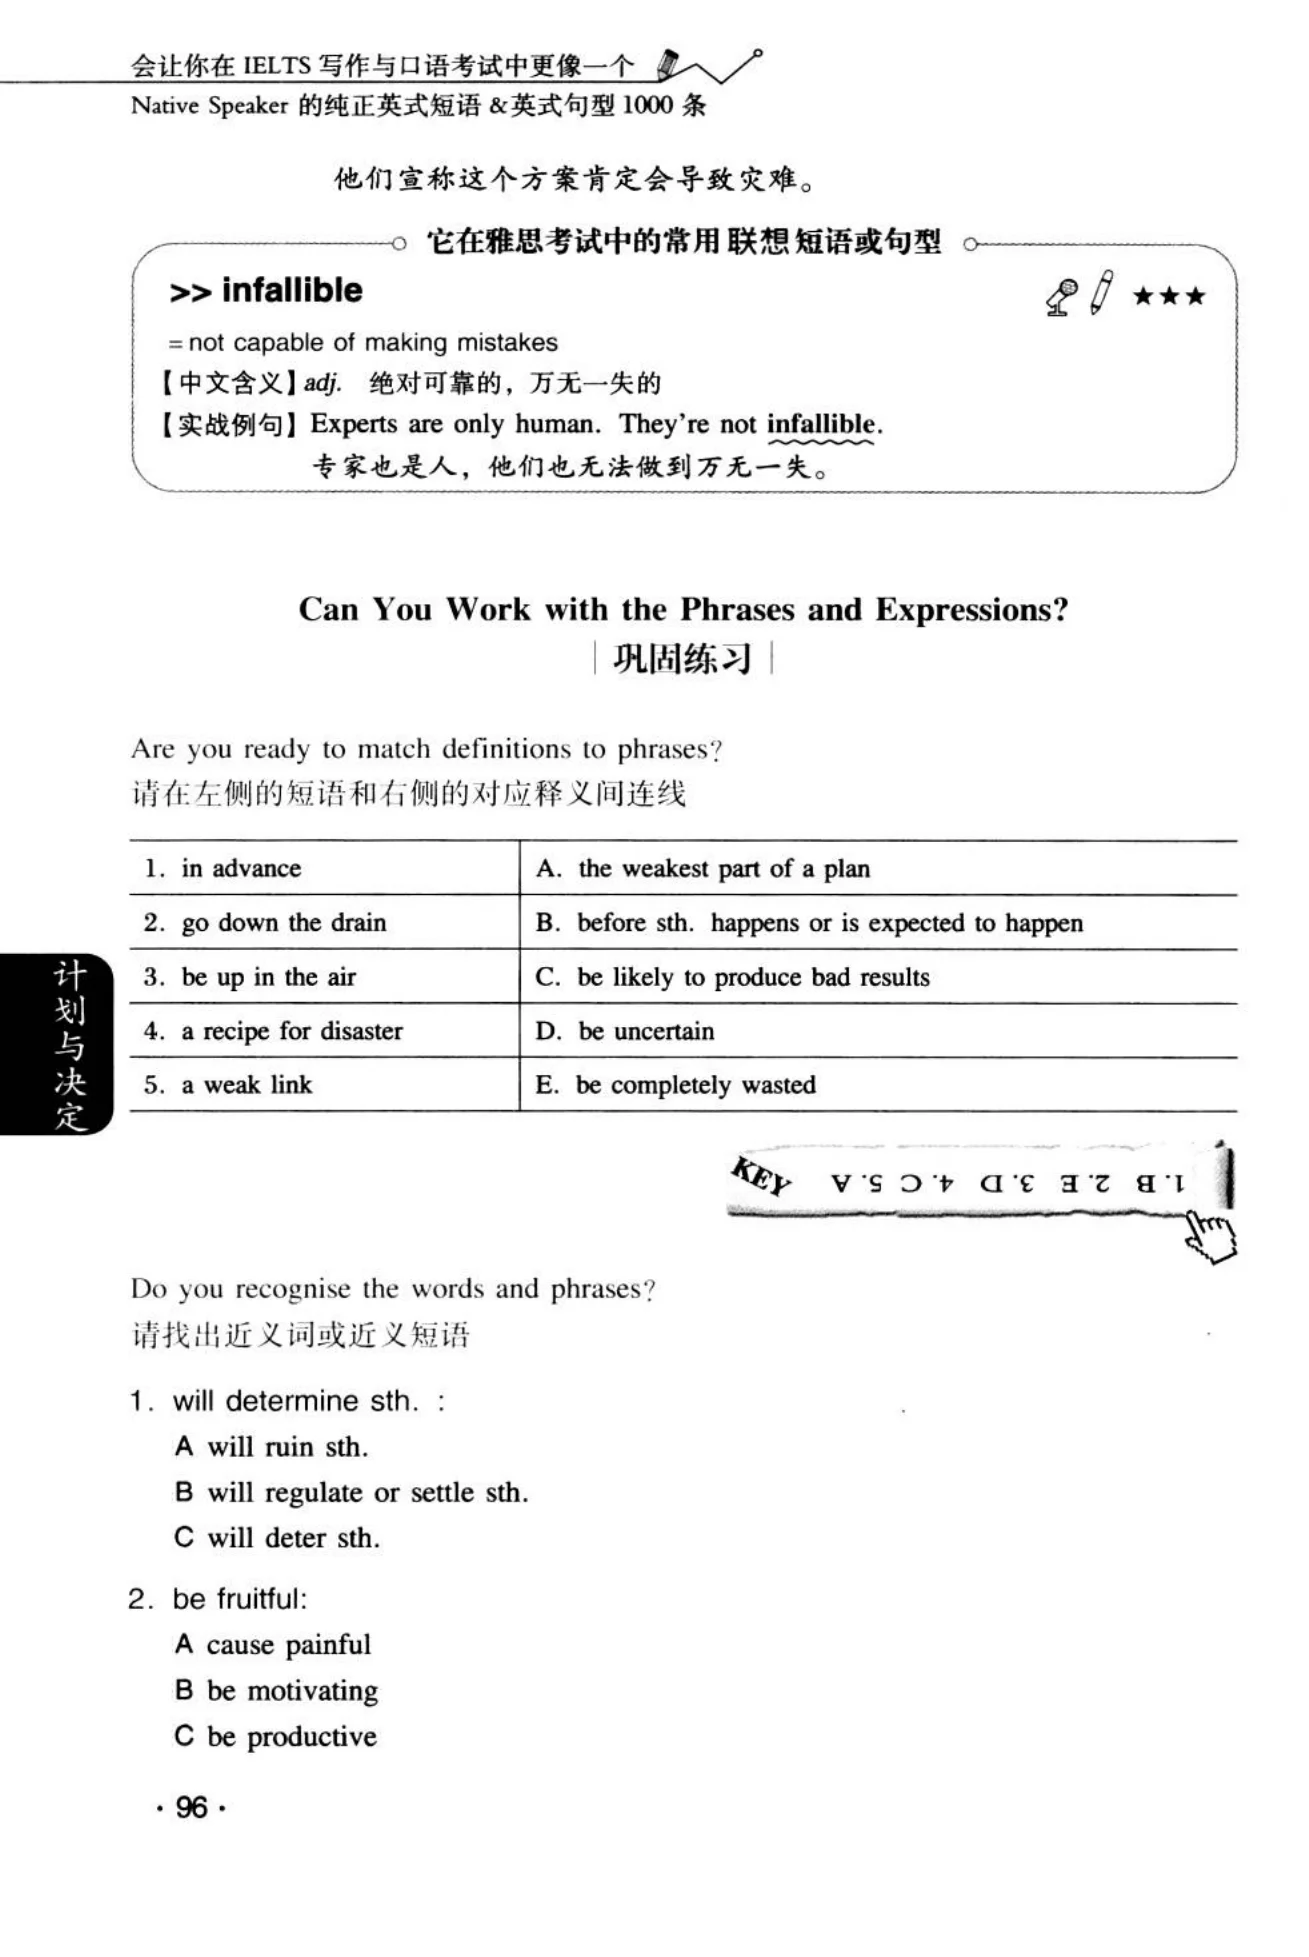 会让你在 IELTS 写作与口语考试中更像一个
Native Speaker 的纯正英式短语 &英式句型 1000 条
他们宣称这个方案肯定会导致灾难。
它在雅思考试中的常用联想短语或句型
>> infallible ★★★
= not capable of making mistakes
【中文含义】adj. 绝对可靠的，万无一失的
【实战例句】Experts are only human. They're not infallible.
专家也是人，他们也无法做到万无一失。
Can You Work with the Phrases and Expressions?
巩固练习
Are you ready to match definitions to phrases?
请在左侧的短语和右侧的对应释义间连线
1. in advance A. the weakest part of a plan
2. go down the drain B. before sth. happens or is expected to happen
3. be up in the air C. be likely to produce bad results
4. a recipe for disaster D. be uncertain
5. a weak link E. be completely wasted
计划与决定
KEY 1. B 2. E 3. D 4. C 5. A
Do you recognise the words and phrases?
请找出近义词或近义短语
1. will determine sth. :
A will ruin sth.
B will regulate or settle sth.
C will deter sth.
2. be fruitful:
A cause painful
B be motivating
C be productive
· 96 ·